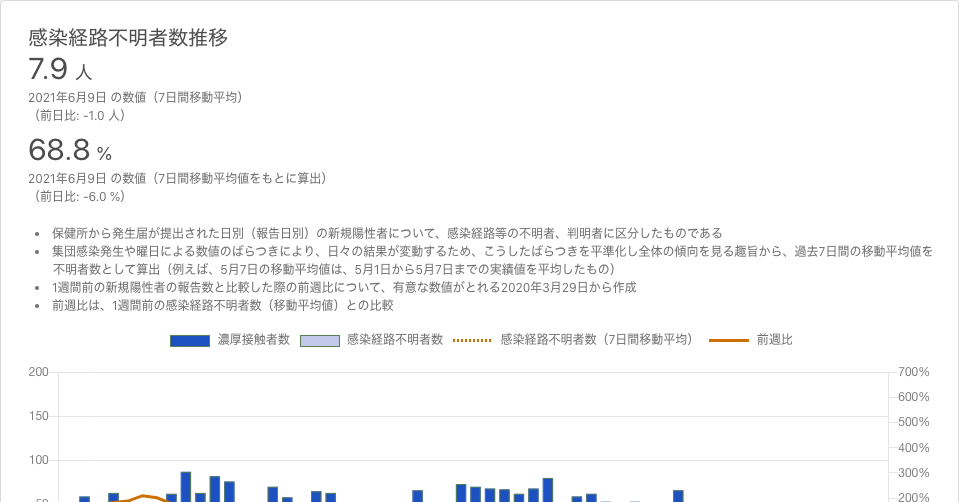 感染経路不明者数推移
7.9 人
2021年6月9日 の数値（7日間移動平均）
（前日比: -1.0 人）
68.8 %
2021年6月9日 の数値（7日間移動平均値をもとに算出）
（前日比: -6.0 %）
• 保健所から発生届が提出された日別（報告日別）の新規陽性者について、感染経路等の不明者、判明者に区分したものである
• 集団感染発生や曜日による数値のばらつきにより、日々の結果が変動するため、こうしたばらつきを平準化し全体の傾向を見る趣旨から、過去7日間の移動平均値を
不明者数として算出（例えば、5月7日の移動平均値は、5月1日から5月7日までの実績値を平均したもの）
• 1週間前の新規陽性者の報告数と比較した際の前週比について、有意な数値がとれる2020年3月29日から作成
• 前週比は、1週間前の感染経路不明者数（移動平均値）との比較
濃厚接触者数 感染経路不明者数 感染経路不明者数（7日間移動平均） 前週比
200 700%
600%
150 500%
400%
100 300%
50 200%